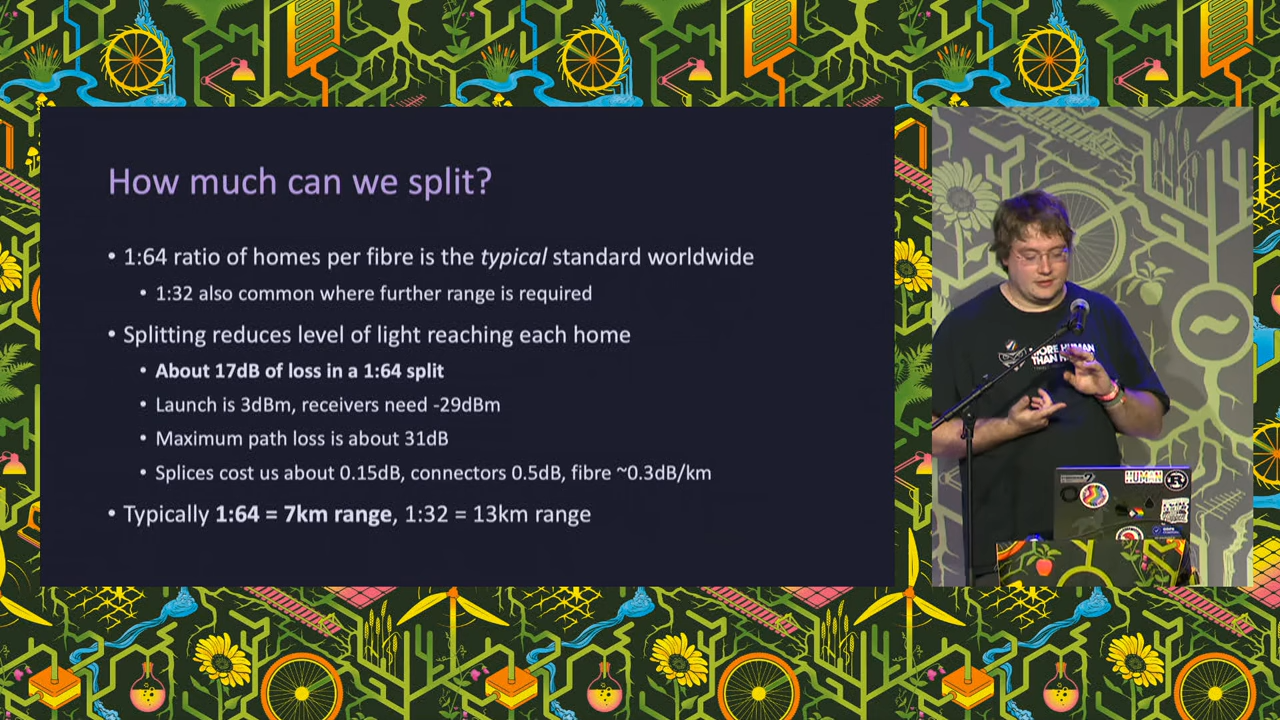 How much can we split?
• 1:64 ratio of homes per fibre is the typical standard worldwide
• 1:32 also common where further range is required
• Splitting reduces level of light reaching each home
• About 17dB of loss in a 1:64 split
• Launch is 3dBm, receivers need -29dBm
• Maximum path loss is about 31dB
• Splices cost us about 0.15dB, connectors 0.5dB, fibre ~0.3dB/km
• Typically 1:64 = 7km range, 1:32 = 13km range
MORE HUMAN
THAN
HUMAN